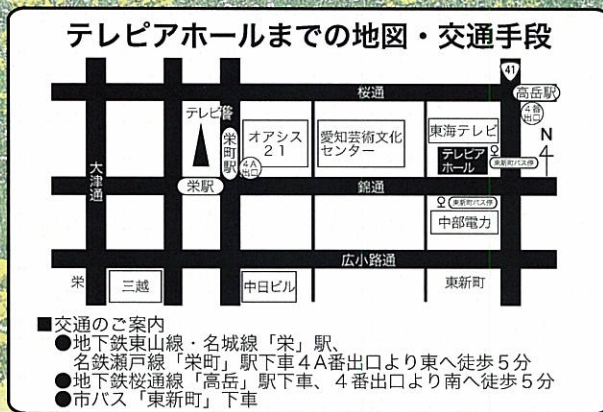 テレピアホールまでの地図・交通手段
41
桜通
高岳駅
4番
出口
テレビ塔
栄町駅
オアシス
21
愛知芸術文化
センター
東海テレビ
テレピア
ホール
東新町バス停
N
4A
出口
大津通
栄駅
錦通
東新町バス停
中部電力
広小路通
栄
三越
中日ビル
東新町
■交通のご案内
●地下鉄東山線・名城線「栄」駅、
名鉄瀬戸線「栄町」駅下車4A番出口より東へ徒歩5分
●地下鉄桜通線「高岳」駅下車、4番出口より南へ徒歩5分
●市バス「東新町」下車